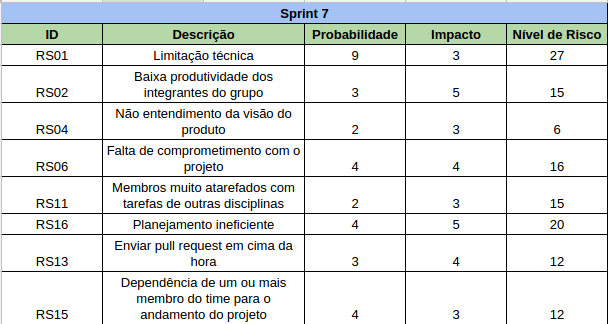 Sprint 7
ID Descrição Probabilidade Impacto Nível de Risco
RS01 Limitação técnica 9 3 27
Baixa produtividade dos
RS02 integrantes do grupo 3 5 15
Não entendimento da visão do
RS04 produto 2 3 6
Falta de comprometimento com o
RS06 projeto 4 4 16
Membros muito atarefados com
RS11 tarefas de outras disciplinas 2 3 15
RS16 Planejamento ineficiente 4 5 20
Enviar pull request em cima da
RS13 hora 3 4 12
Dependência de um ou mais
membro do time para o
RS15 andamento do projeto 4 3 12